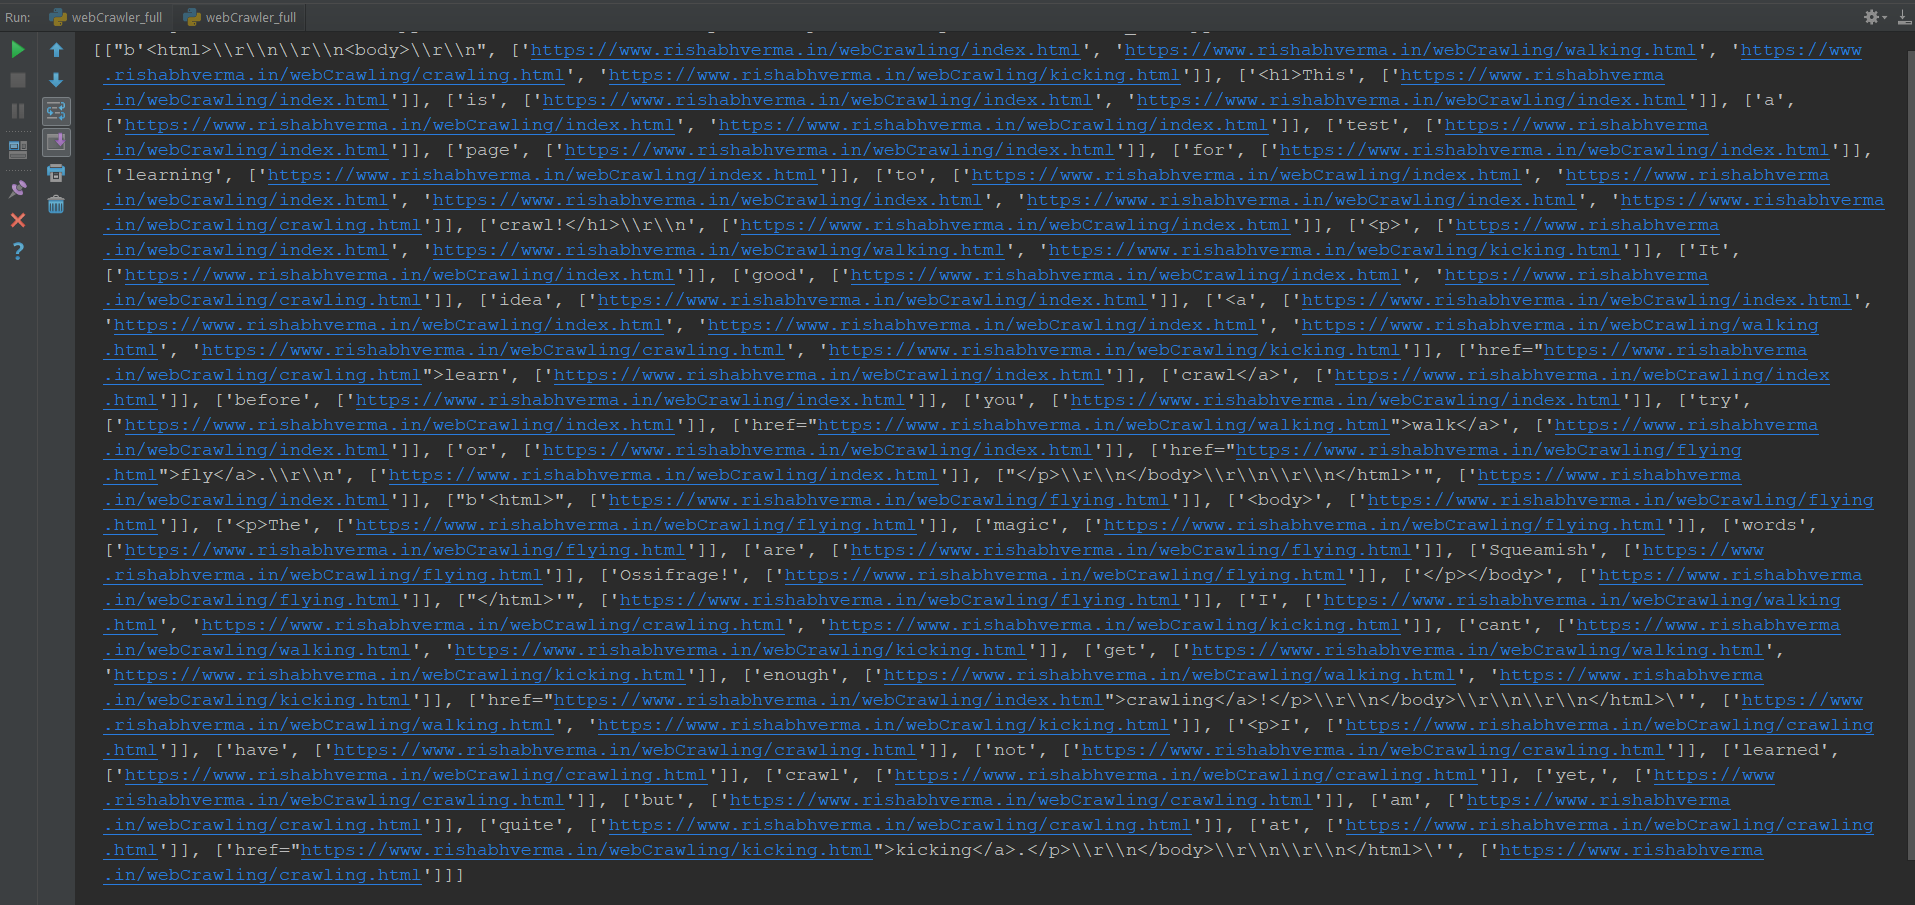 Run: webCrawler_full webCrawler_full
[["b'<html>\\r\\n\\r\\n<body>\\r\\n", ['https://www.rishabhverma.in/webCrawling/index.html', 'https://www.rishabhverma.in/webCrawling/walking.html', 'https://www
.rishabhverma.in/webCrawling/crawling.html', 'https://www.rishabhverma.in/webCrawling/kicking.html']], ['<h1>This', ['https://www.rishabhverma
.in/webCrawling/index.html']], ['is', ['https://www.rishabhverma.in/webCrawling/index.html', 'https://www.rishabhverma.in/webCrawling/index.html']], ['a',
['https://www.rishabhverma.in/webCrawling/index.html', 'https://www.rishabhverma.in/webCrawling/index.html']], ['test', ['https://www.rishabhverma
.in/webCrawling/index.html']], ['page', ['https://www.rishabhverma.in/webCrawling/index.html']], ['for', ['https://www.rishabhverma.in/webCrawling/index.html']],
['learning', ['https://www.rishabhverma.in/webCrawling/index.html']], ['to', ['https://www.rishabhverma.in/webCrawling/index.html', 'https://www.rishabhverma
.in/webCrawling/index.html', 'https://www.rishabhverma.in/webCrawling/index.html', 'https://www.rishabhverma.in/webCrawling/index.html', 'https://www.rishabhverma
.in/webCrawling/crawling.html']], ['crawl!</h1>\\r\\n', ['https://www.rishabhverma.in/webCrawling/index.html']], ['<p>', ['https://www.rishabhverma
.in/webCrawling/index.html', 'https://www.rishabhverma.in/webCrawling/walking.html', 'https://www.rishabhverma.in/webCrawling/kicking.html']], ['It',
['https://www.rishabhverma.in/webCrawling/index.html']], ['good', ['https://www.rishabhverma.in/webCrawling/index.html', 'https://www.rishabhverma
.in/webCrawling/crawling.html']], ['idea', ['https://www.rishabhverma.in/webCrawling/index.html']], ['<a', ['https://www.rishabhverma.in/webCrawling/index.html',
'https://www.rishabhverma.in/webCrawling/index.html', 'https://www.rishabhverma.in/webCrawling/index.html', 'https://www.rishabhverma.in/webCrawling/walking
.html', 'https://www.rishabhverma.in/webCrawling/crawling.html', 'https://www.rishabhverma.in/webCrawling/kicking.html']], ['href="https://www.rishabhverma
.in/webCrawling/crawling.html">learn', ['https://www.rishabhverma.in/webCrawling/index.html']], ['crawl</a>', ['https://www.rishabhverma.in/webCrawling/index
.html']], ['before', ['https://www.rishabhverma.in/webCrawling/index.html']], ['you', ['https://www.rishabhverma.in/webCrawling/index.html']], ['try',
['https://www.rishabhverma.in/webCrawling/index.html']], ['href="https://www.rishabhverma.in/webCrawling/walking.html">walk</a>', ['https://www.rishabhverma
.in/webCrawling/index.html']], ['or', ['https://www.rishabhverma.in/webCrawling/index.html']], ['href="https://www.rishabhverma.in/webCrawling/flying
.html">fly</a>.\\r\\n', ['https://www.rishabhverma.in/webCrawling/index.html']], ["</p>\\r\\n</body>\\r\\n\\r\\n</html>'", ['https://www.rishabhverma
.in/webCrawling/index.html']], ["b'<html>", ['https://www.rishabhverma.in/webCrawling/flying.html']], ['<body>', ['https://www.rishabhverma.in/webCrawling/flying
.html']], ['<p>The', ['https://www.rishabhverma.in/webCrawling/flying.html']], ['magic', ['https://www.rishabhverma.in/webCrawling/flying.html']], ['words',
['https://www.rishabhverma.in/webCrawling/flying.html']], ['are', ['https://www.rishabhverma.in/webCrawling/flying.html']], ['Squeamish', ['https://www
.rishabhverma.in/webCrawling/flying.html']], ['Ossifrage!', ['https://www.rishabhverma.in/webCrawling/flying.html']], ['</p></body>', ['https://www.rishabhverma
.in/webCrawling/flying.html']], ["</html>'", ['https://www.rishabhverma.in/webCrawling/flying.html']], ['I', ['https://www.rishabhverma.in/webCrawling/walking
.html', 'https://www.rishabhverma.in/webCrawling/crawling.html', 'https://www.rishabhverma.in/webCrawling/kicking.html']], ['cant', ['https://www.rishabhverma
.in/webCrawling/walking.html', 'https://www.rishabhverma.in/webCrawling/kicking.html']], ['get', ['https://www.rishabhverma.in/webCrawling/walking.html',
'https://www.rishabhverma.in/webCrawling/kicking.html']], ['enough', ['https://www.rishabhverma.in/webCrawling/walking.html', 'https://www.rishabhverma
.in/webCrawling/kicking.html']], ['href="https://www.rishabhverma.in/webCrawling/index.html">crawling</a>!</p>\\r\\n</body>\\r\\n\\r\\n</html>\'', ['https://www
.rishabhverma.in/webCrawling/walking.html', 'https://www.rishabhverma.in/webCrawling/kicking.html']], ['<p>I', ['https://www.rishabhverma.in/webCrawling/crawling
.html']], ['have', ['https://www.rishabhverma.in/webCrawling/crawling.html']], ['not', ['https://www.rishabhverma.in/webCrawling/crawling.html']], ['learned',
['https://www.rishabhverma.in/webCrawling/crawling.html']], ['crawl', ['https://www.rishabhverma.in/webCrawling/crawling.html']], ['yet,', ['https://www
.rishabhverma.in/webCrawling/crawling.html']], ['but', ['https://www.rishabhverma.in/webCrawling/crawling.html']], ['am', ['https://www.rishabhverma
.in/webCrawling/crawling.html']], ['quite', ['https://www.rishabhverma.in/webCrawling/crawling.html']], ['at', ['https://www.rishabhverma.in/webCrawling/crawling
.html']], ['href="https://www.rishabhverma.in/webCrawling/kicking.html">kicking</a>.</p>\\r\\n</body>\\r\\n\\r\\n</html>\'', ['https://www.rishabhverma
.in/webCrawling/crawling.html']]]